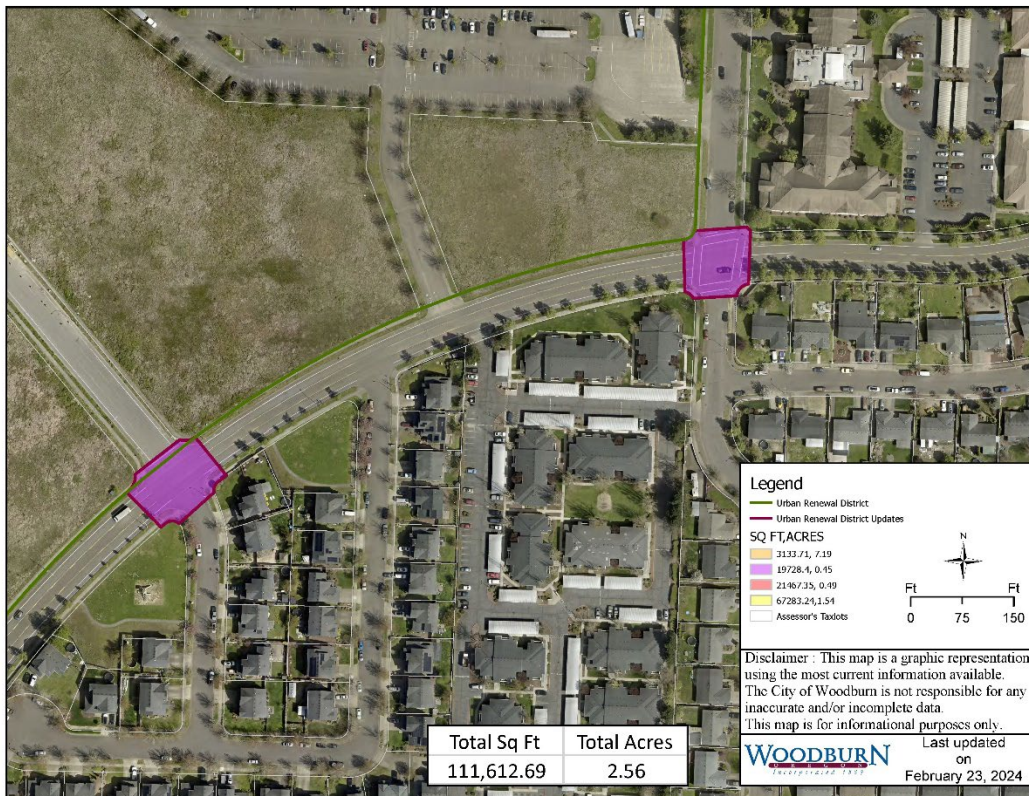 Legend
Urban Renewal District
Urban Renewal District Updates
SQ FT,ACRES
3133.71, 7.19
19728.4, 0.45
21467.35, 0.49
67283.24,1.54
Assessor's Taxlots
N
Ft Ft
0 75 150
Disclaimer : This map is a graphic representation
using the most current information available.
The City of Woodburn is not responsible for any
inaccurate and/or incomplete data.
This map is for informational purposes only.
Total Sq Ft Total Acres
111,612.69 2.56
WOODBURN
OREGON
Incorporated 1889
Last updated
on
February 23, 2024